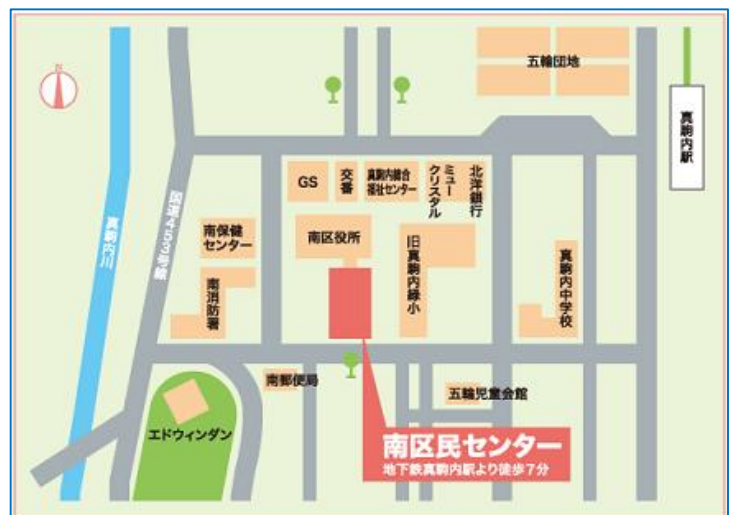 N
五輪団地
真駒内駅
GS
交番
真駒内総合
福祉センター
ミュー
クリスタル
北洋銀行
国道453号線
真駒内川
南保健
センター
南区役所
旧真駒内緑小
南消防署
真駒内中学校
南郵便局
五輪児童会館
エドウィンダン
南区民センター
地下鉄真駒内駅より徒歩7分